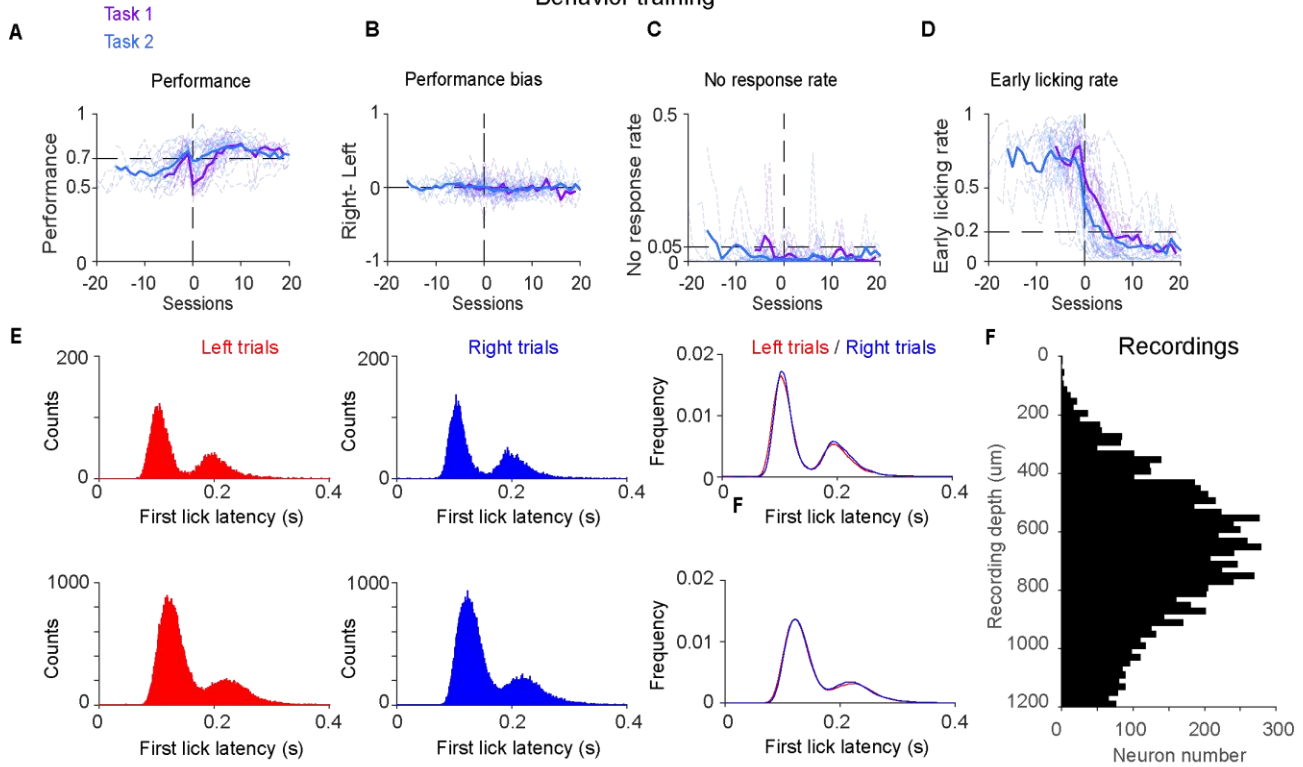 Behavior training
Task 1
Task 2
A
B
C
D
Performance
Performance bias
No response rate
Early licking rate
Performance
1
0.7
0.5
0
-20 -10 0 10 20
Sessions
Right- Left
1
0
-1
-20 -10 0 10 20
Sessions
No response rate
0.5
0.05
0
-20 -10 0 10 20
Sessions
Early licking rate
1
0.5
0.2
0
-20 -10 0 10 20
Sessions
E
Left trials
Counts
200
0
0 0.2 0.4
First lick latency (s)
Right trials
Counts
200
0
0 0.2 0.4
First lick latency (s)
Left trials / Right trials
Frequency
0.02
0.01
0
0 0.2 0.4
First lick latency (s)
F
Counts
1000
0
0 0.2 0.4
First lick latency (s)
Counts
1000
0
0 0.2 0.4
First lick latency (s)
Frequency
0.02
0.01
0
0 0.2 0.4
First lick latency (s)
F
Recordings
Recording depth (um)
0
200
400
600
800
1000
1200
0 100 200 300
Neuron number